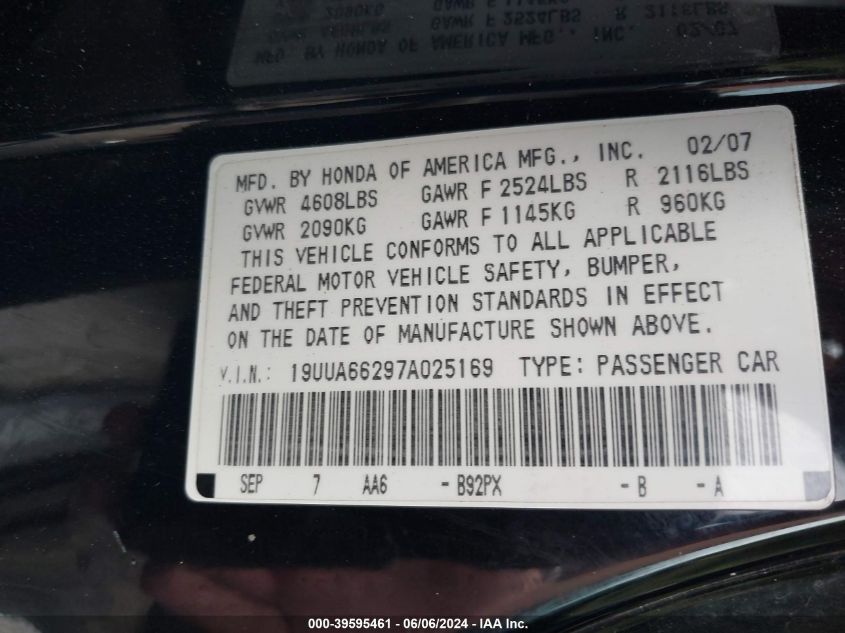 MFD. BY HONDA OF AMERICA MFG., INC. 02/07
GVWR 4608LBS GAWR F 2524LBS R 2116LBS
GVWR 2090KG GAWR F 1145KG R 960KG
THIS VEHICLE CONFORMS TO ALL APPLICABLE
FEDERAL MOTOR VEHICLE SAFETY, BUMPER,
AND THEFT PREVENTION STANDARDS IN EFFECT
ON THE DATE OF MANUFACTURE SHOWN ABOVE.
V.I.N.: 19UUA66297A025169 TYPE: PASSENGER CAR
SEP 7 AA6 - B92PX - B - A
000-39595461 - 06/06/2024 - IAA Inc.